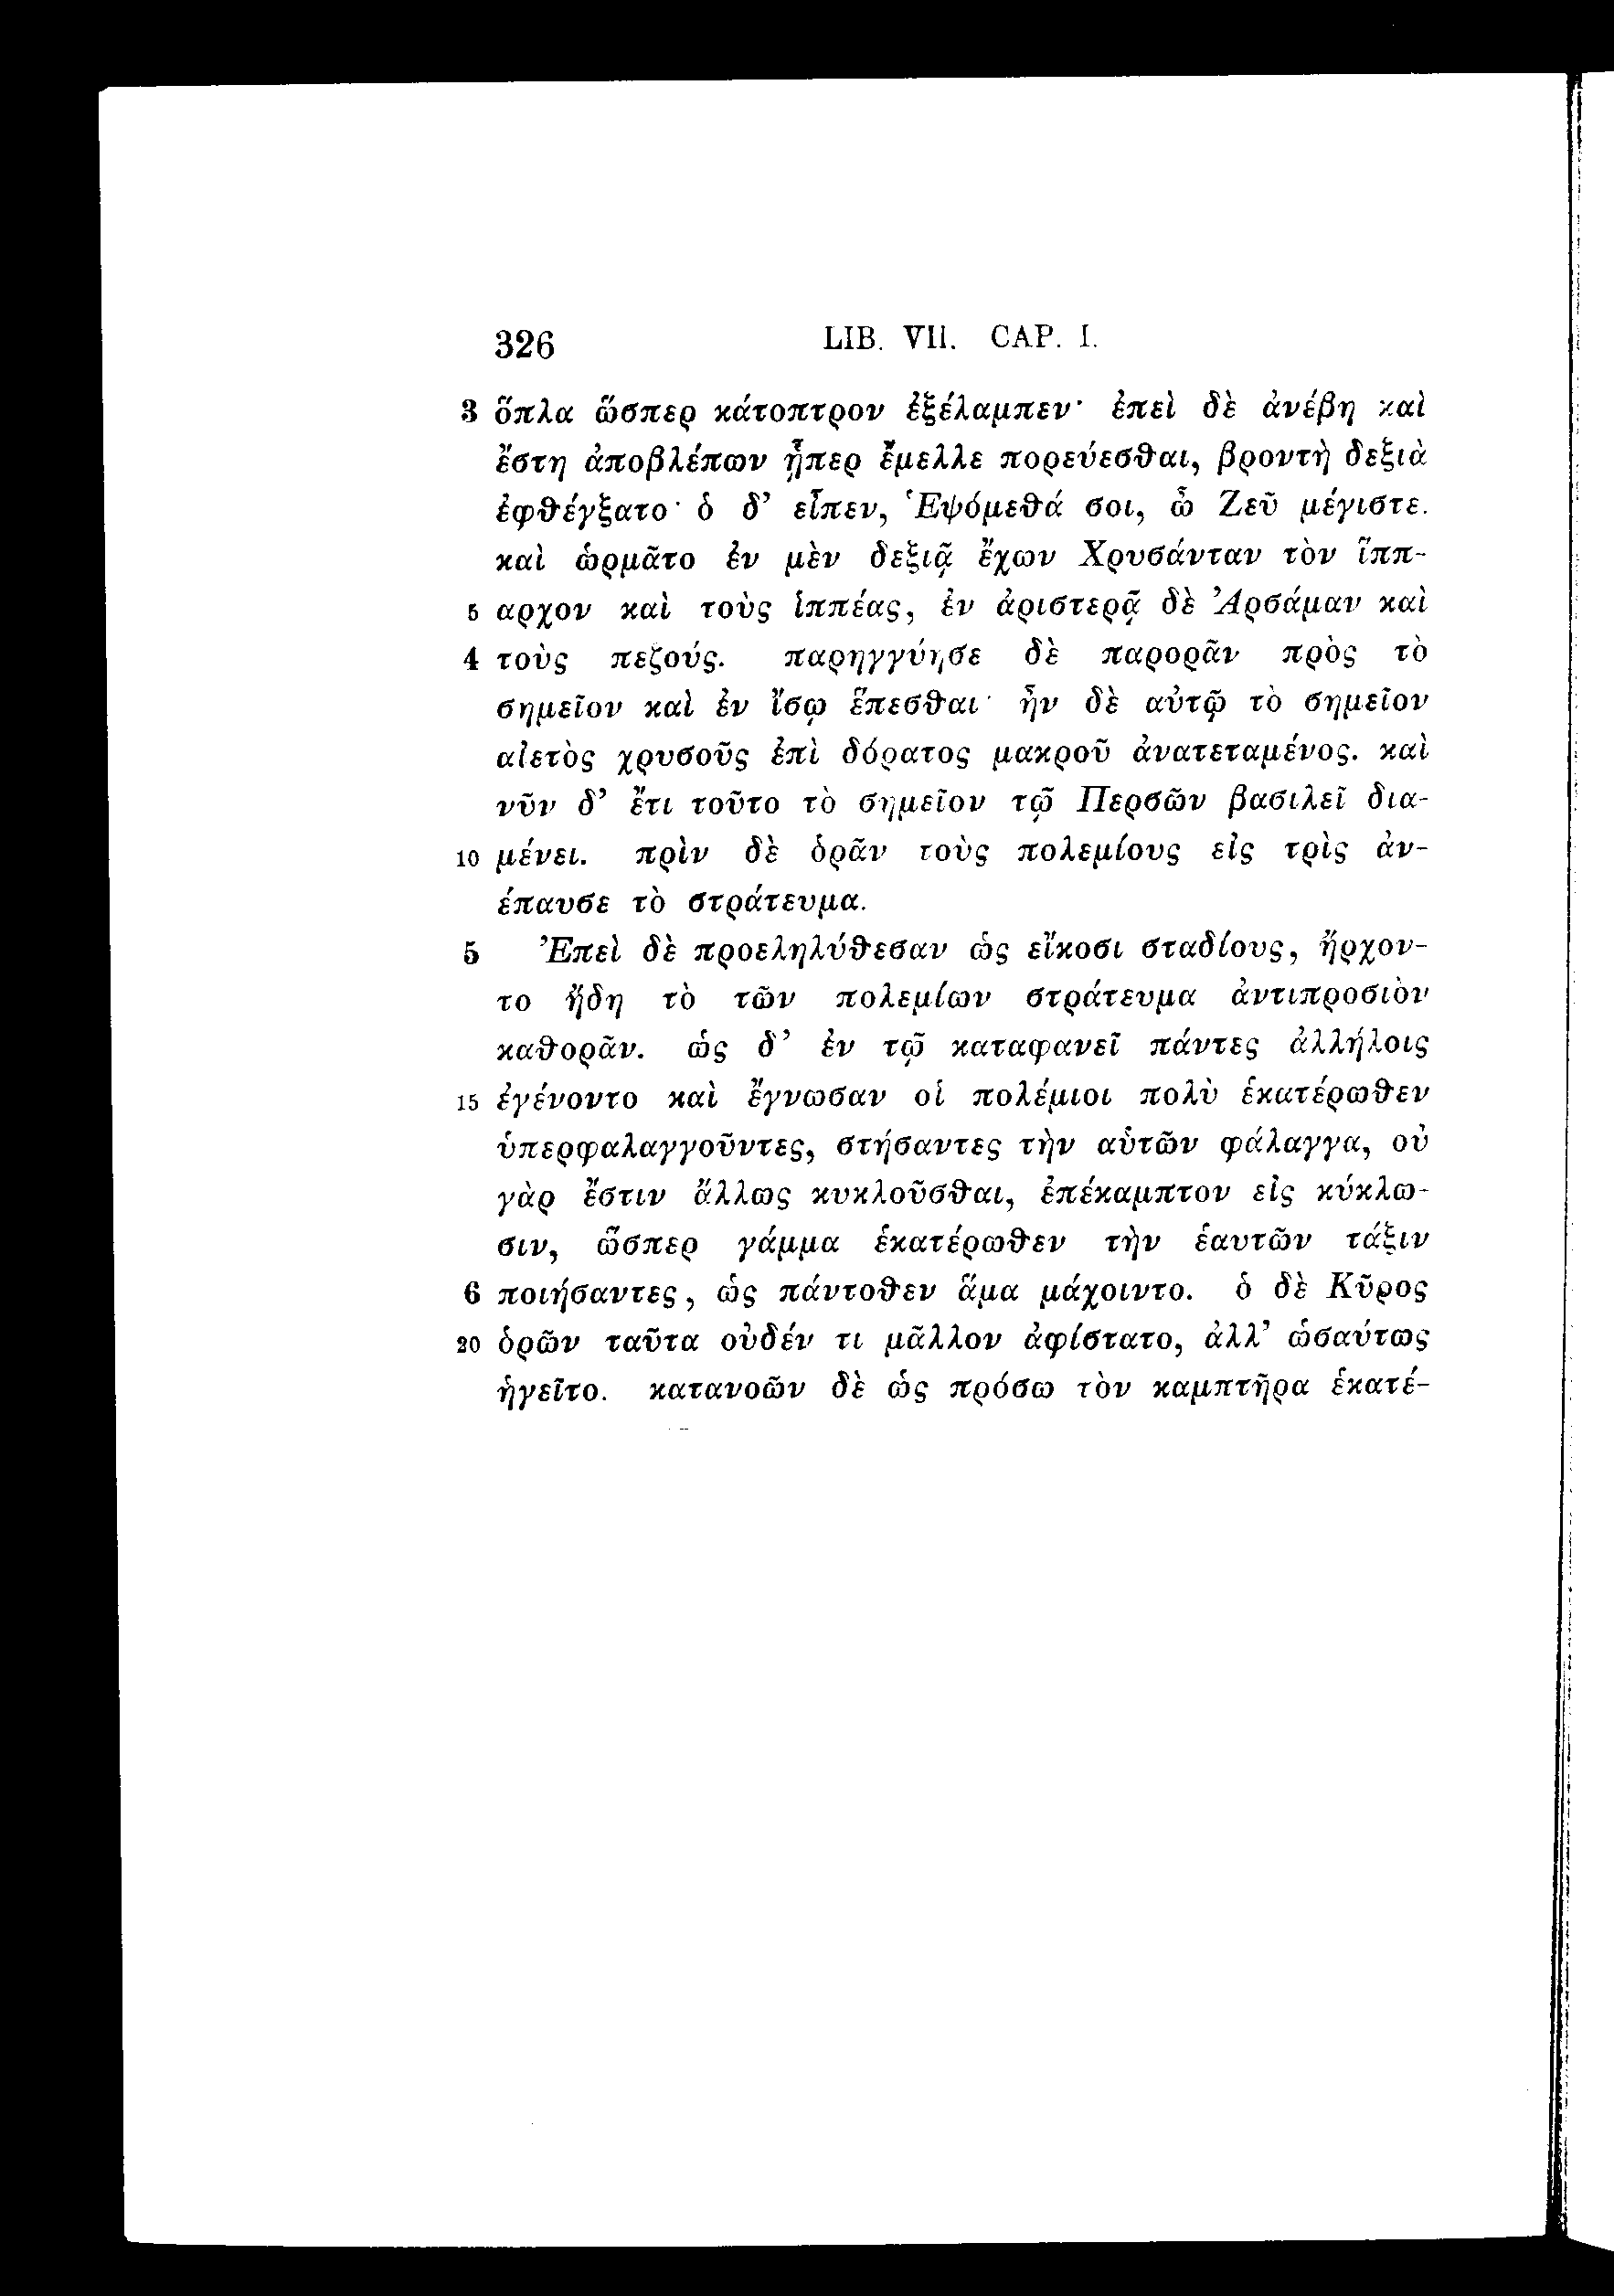 326 LIB. VII. CAP. I.
3 ὅπλα ὥσπερ κάτοπτρον ἐξέλαμπεν· ἐπεὶ δὲ ἀνέβη καὶ
ἔστη ἀποβλέπων ᾗπερ ἔμελλε πορεύεσθαι, βροντὴ δεξιὰ
ἐφθέγξατο· ὁ δ’ εἶπεν, Ἑψόμεθά σοι, ὦ Ζεῦ μέγιστε.
καὶ ὡρμᾶτο ἐν μὲν δεξιᾷ ἔχων Χρυσάνταν τὸν ἵππ-
5 αρχον καὶ τοὺς ἱππέας, ἐν ἀριστερᾷ δὲ Ἀρσάμαν καὶ
4 τοὺς πεζούς. παρηγγύησε δὲ παρορᾶν πρὸς τὸ
σημεῖον καὶ ἐν ἴσῳ ἕπεσθαι· ἦν δὲ αὐτῷ τὸ σημεῖον
αἰετὸς χρυσοῦς ἐπὶ δόρατος μακροῦ ἀνατεταμένος. καὶ
νῦν δ’ ἔτι τοῦτο τὸ σημεῖον τῷ Περσῶν βασιλεῖ δια-
10 μένει. πρὶν δὲ ὁρᾶν τοὺς πολεμίους εἰς τρὶς ἀν-
έπαυσε τὸ στράτευμα.
5 Ἐπεὶ δὲ προεληλύθεσαν ὡς εἴκοσι σταδίους, ἤρχον-
το ἤδη τὸ τῶν πολεμίων στράτευμα ἀντιπροσιὸν
καθορᾶν. ὡς δ’ ἐν τῷ καταφανεῖ πάντες ἀλλήλοις
15 ἐγένοντο καὶ ἔγνωσαν οἱ πολέμιοι πολὺ ἑκατέρωθεν
ὑπερφαλαγγοῦντες, στήσαντες τὴν αὑτῶν φάλαγγα, οὐ
γὰρ ἔστιν ἄλλως κυκλοῦσθαι, ἐπέκαμπτον εἰς κύκλω-
σιν, ὥσπερ γάμμα ἑκατέρωθεν τὴν ἑαυτῶν τάξιν
6 ποιήσαντες, ὡς πάντοθεν ἅμα μάχοιντο. ὁ δὲ Κῦρος
20 ὁρῶν ταῦτα οὐδέν τι μᾶλλον ἀφίστατο, ἀλλ’ ὡσαύτως
ἡγεῖτο. κατανοῶν δὲ ὡς πρόσω τὸν καμπτῆρα ἑκατέ-